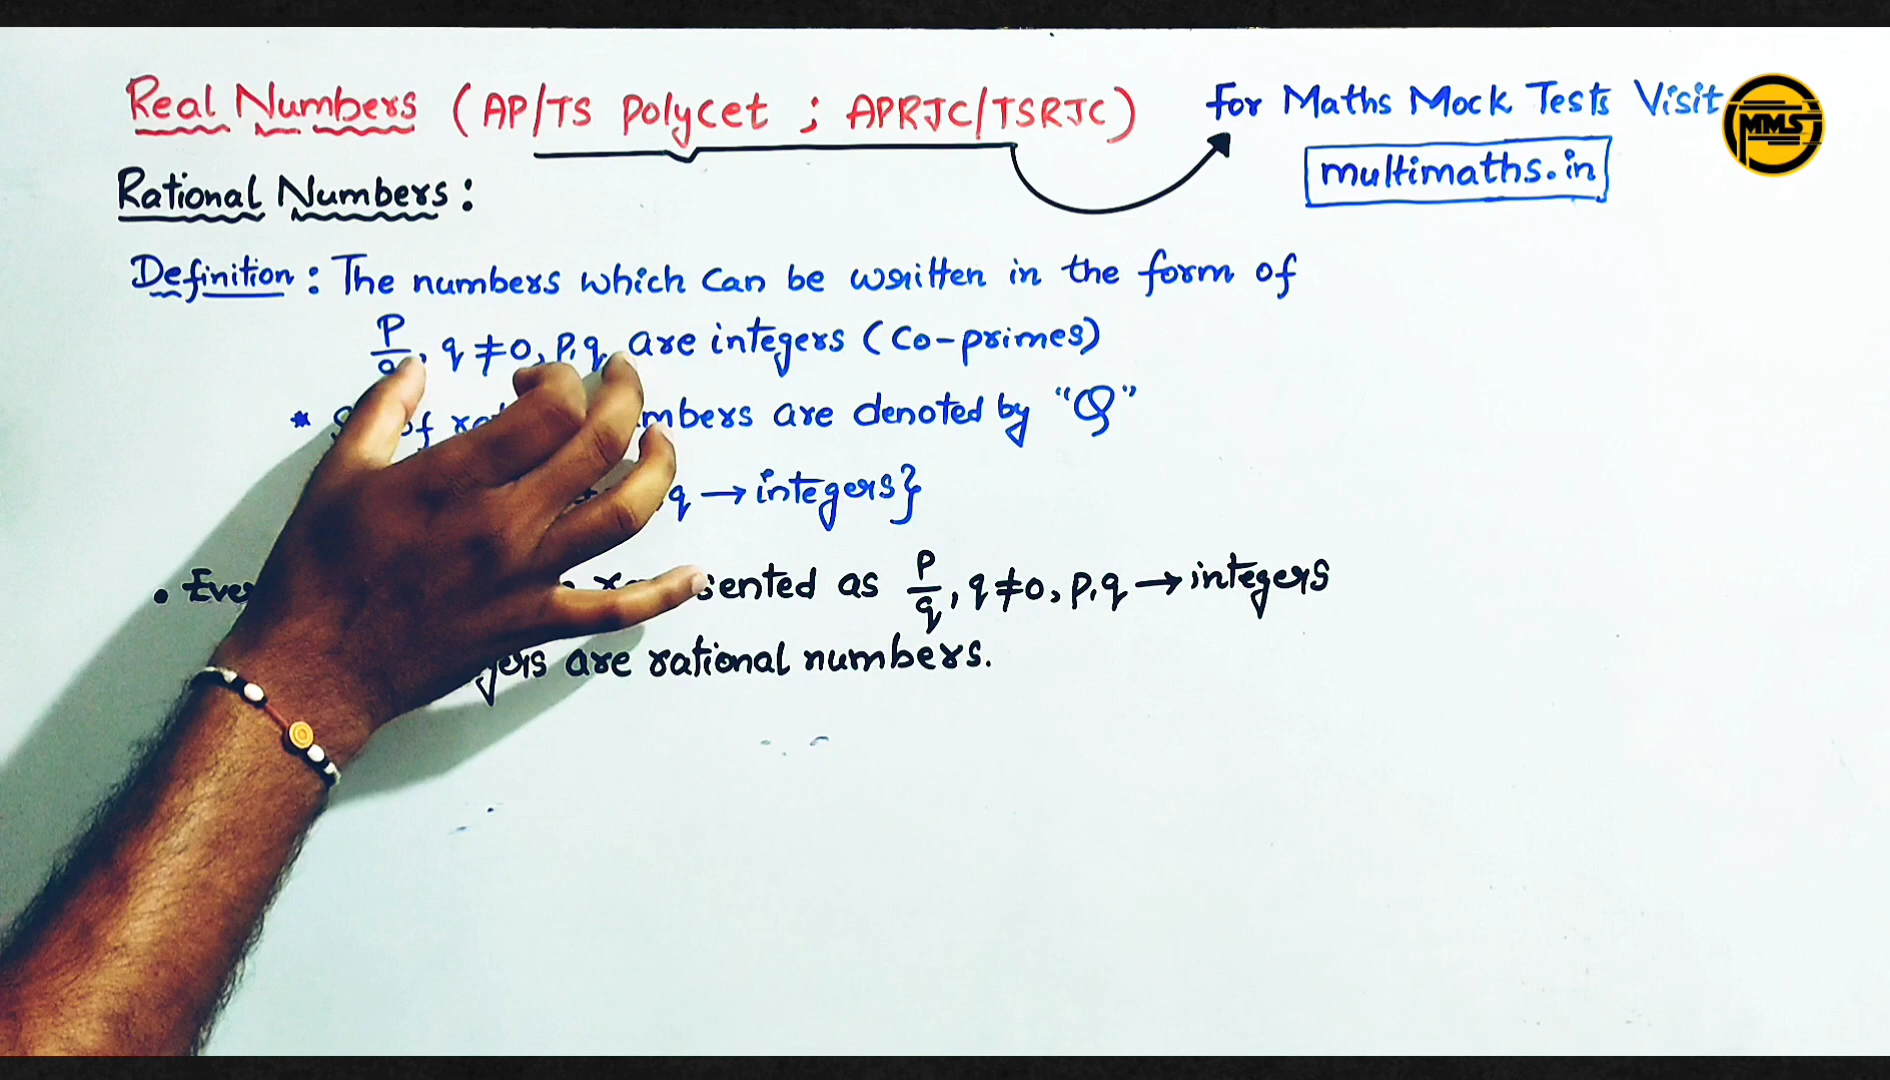 Real Numbers (AP/TS Polycet ; APRJC/TSRJC)
For Maths Mock Tests Visit
MMS
multimaths.in
Rational Numbers :
Definition : The numbers which can be written in the form of
P/q, q ≠ 0, p, q are integers (Co-primes)
* of are denoted by "Q"
q → integers}
• as P/q, q ≠ 0, p, q → integers
are rational numbers.